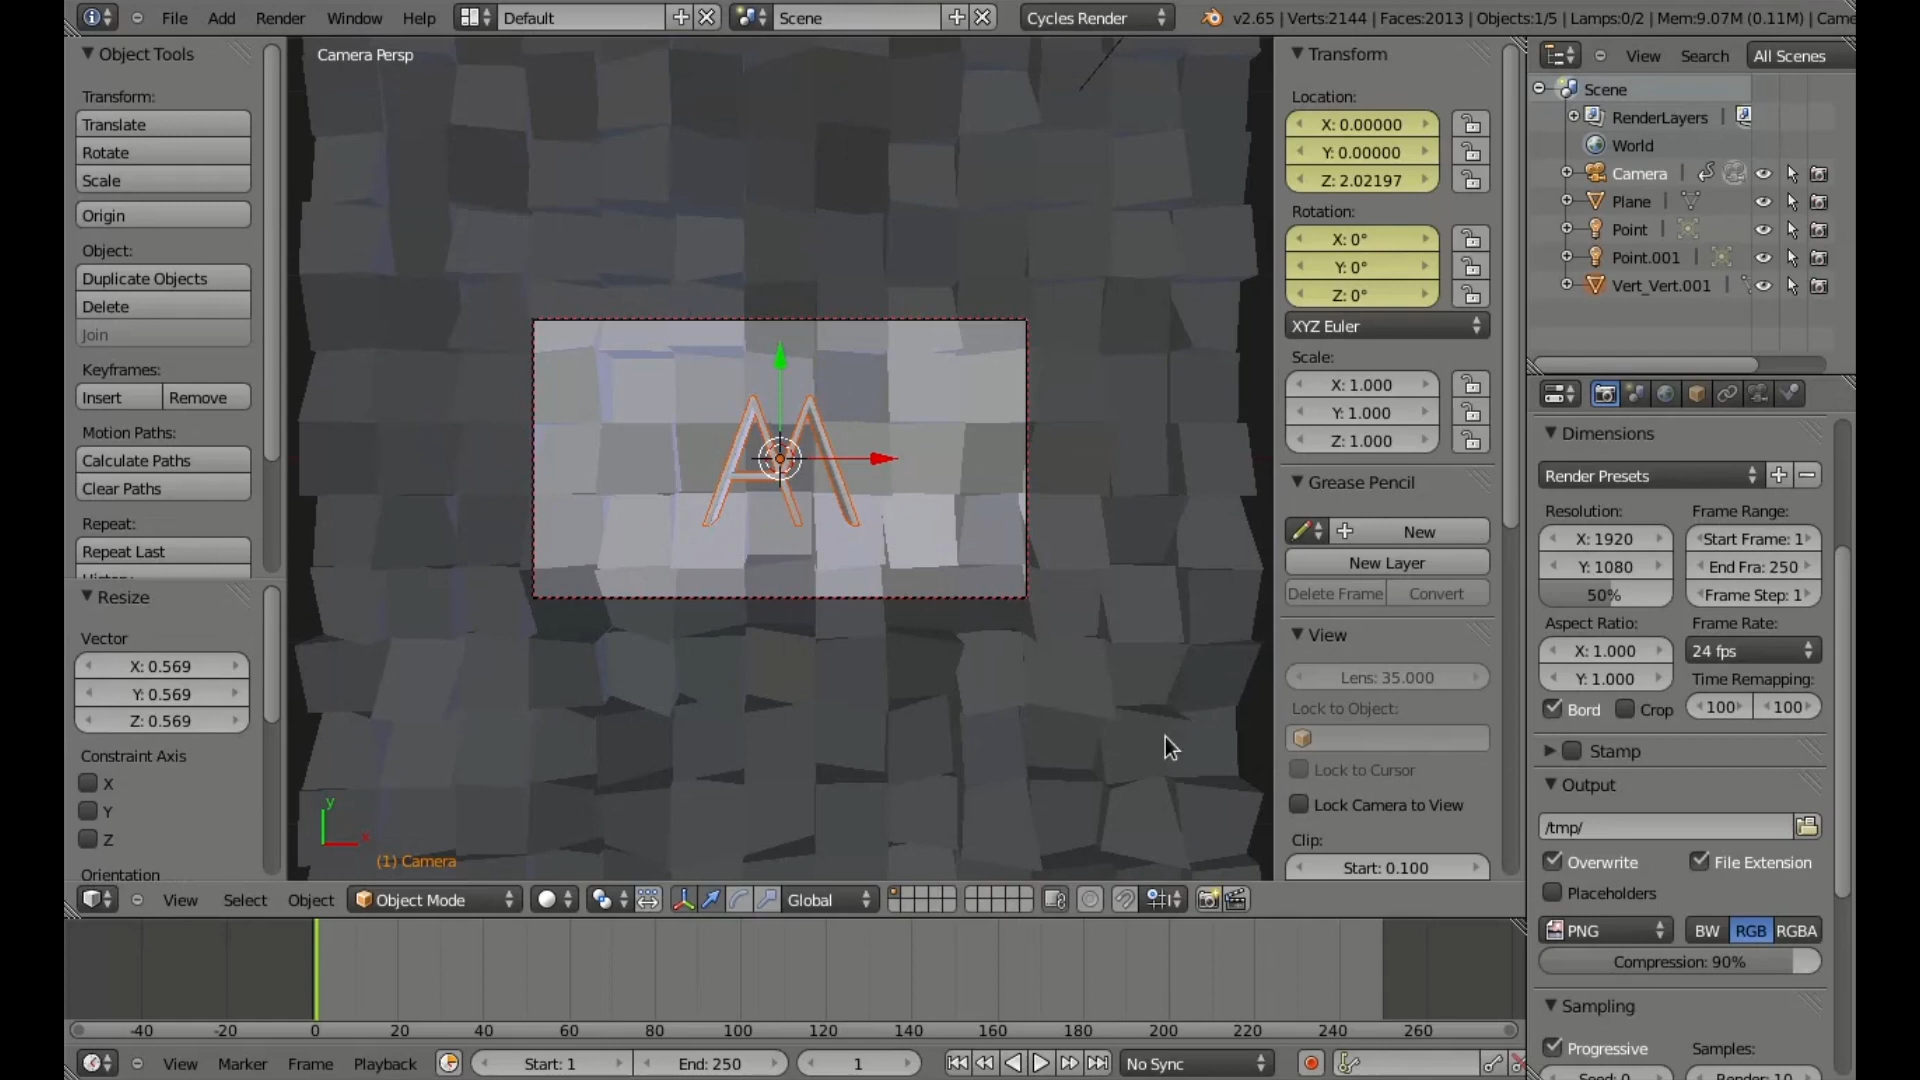 File Add Render Window Help Default Scene Cycles Render v2.65 | Verts:2144 | Faces:2013 | Objects:1/5 | Lamps:0/2 | Mem:9.07M (0.11M) | Came
Object Tools
Transform:
Translate
Rotate
Scale
Origin
Object:
Duplicate Objects
Delete
Join
Keyframes:
Insert Remove
Motion Paths:
Calculate Paths
Clear Paths
Repeat:
Repeat Last
Resize
Vector
X: 0.569
Y: 0.569
Z: 0.569
Constraint Axis
X
Y
Z
Orientation
Camera Persp
y
x
(1) Camera
Transform
Location:
X: 0.00000
Y: 0.00000
Z: 2.02197
Rotation:
X: 0°
Y: 0°
Z: 0°
XYZ Euler
Scale:
X: 1.000
Y: 1.000
Z: 1.000
Grease Pencil
New
New Layer
Delete Frame Convert
View
Lens: 35.000
Lock to Object:
Lock to Cursor
Lock Camera to View
Clip:
Start: 0.100
View Search All Scenes
Scene
RenderLayers
World
Camera
Plane
Point
Point.001
Vert_Vert.001
Dimensions
Render Presets
Resolution: Frame Range:
X: 1920 Start Frame: 1
Y: 1080 End Fra: 250
50% Frame Step: 1
Aspect Ratio: Frame Rate:
X: 1.000 24 fps
Y: 1.000 Time Remapping:
Bord Crop 100 100
Stamp
Output
/tmp/
Overwrite File Extension
Placeholders
PNG BW RGB RGBA
Compression: 90%
Sampling
Progressive Samples:
View Select Object Object Mode Global
-40 -20 0 20 40 60 80 100 120 140 160 180 200 220 240 260
View Marker Frame Playback Start: 1 End: 250 1 No Sync